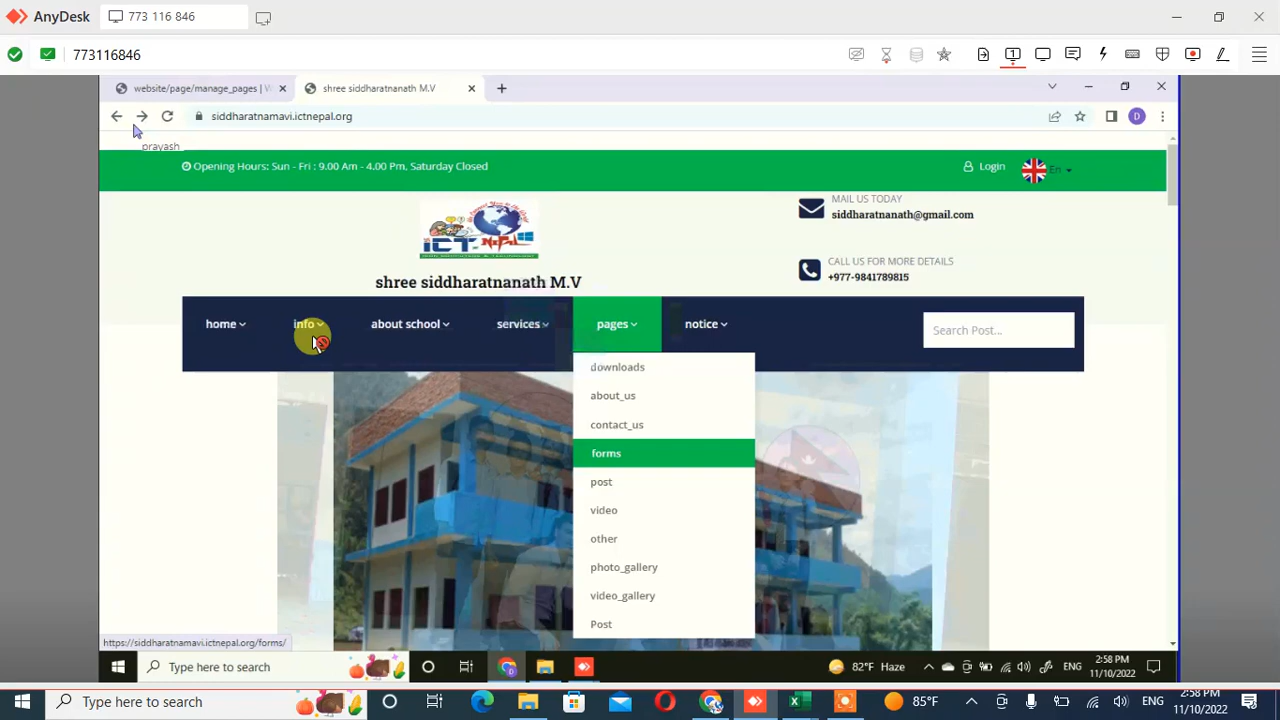 AnyDesk
773 116 846
773116846
1
website/page/manage_pages | W
shree siddharatnanath M.V
siddharatnamavi.ictnepal.org
D
prayash
Opening Hours: Sun - Fri : 9.00 Am - 4.00 Pm, Saturday Closed
Login
En
MAIL US TODAY
siddharatnanath@gmail.com
ICT NEPAL
CALL US FOR MORE DETAILS
+977-9841789815
shree siddharatnanath M.V
home
info
about school
services
pages
notice
Search Post...
downloads
about_us
contact_us
forms
post
video
other
photo_gallery
video_gallery
Post
https://siddharatnamavi.ictnepal.org/forms/
Type here to search
82°F Haze
ENG
2:58 PM
11/10/2022
Type here to search
85°F
ENG
2:58 PM
11/10/2022